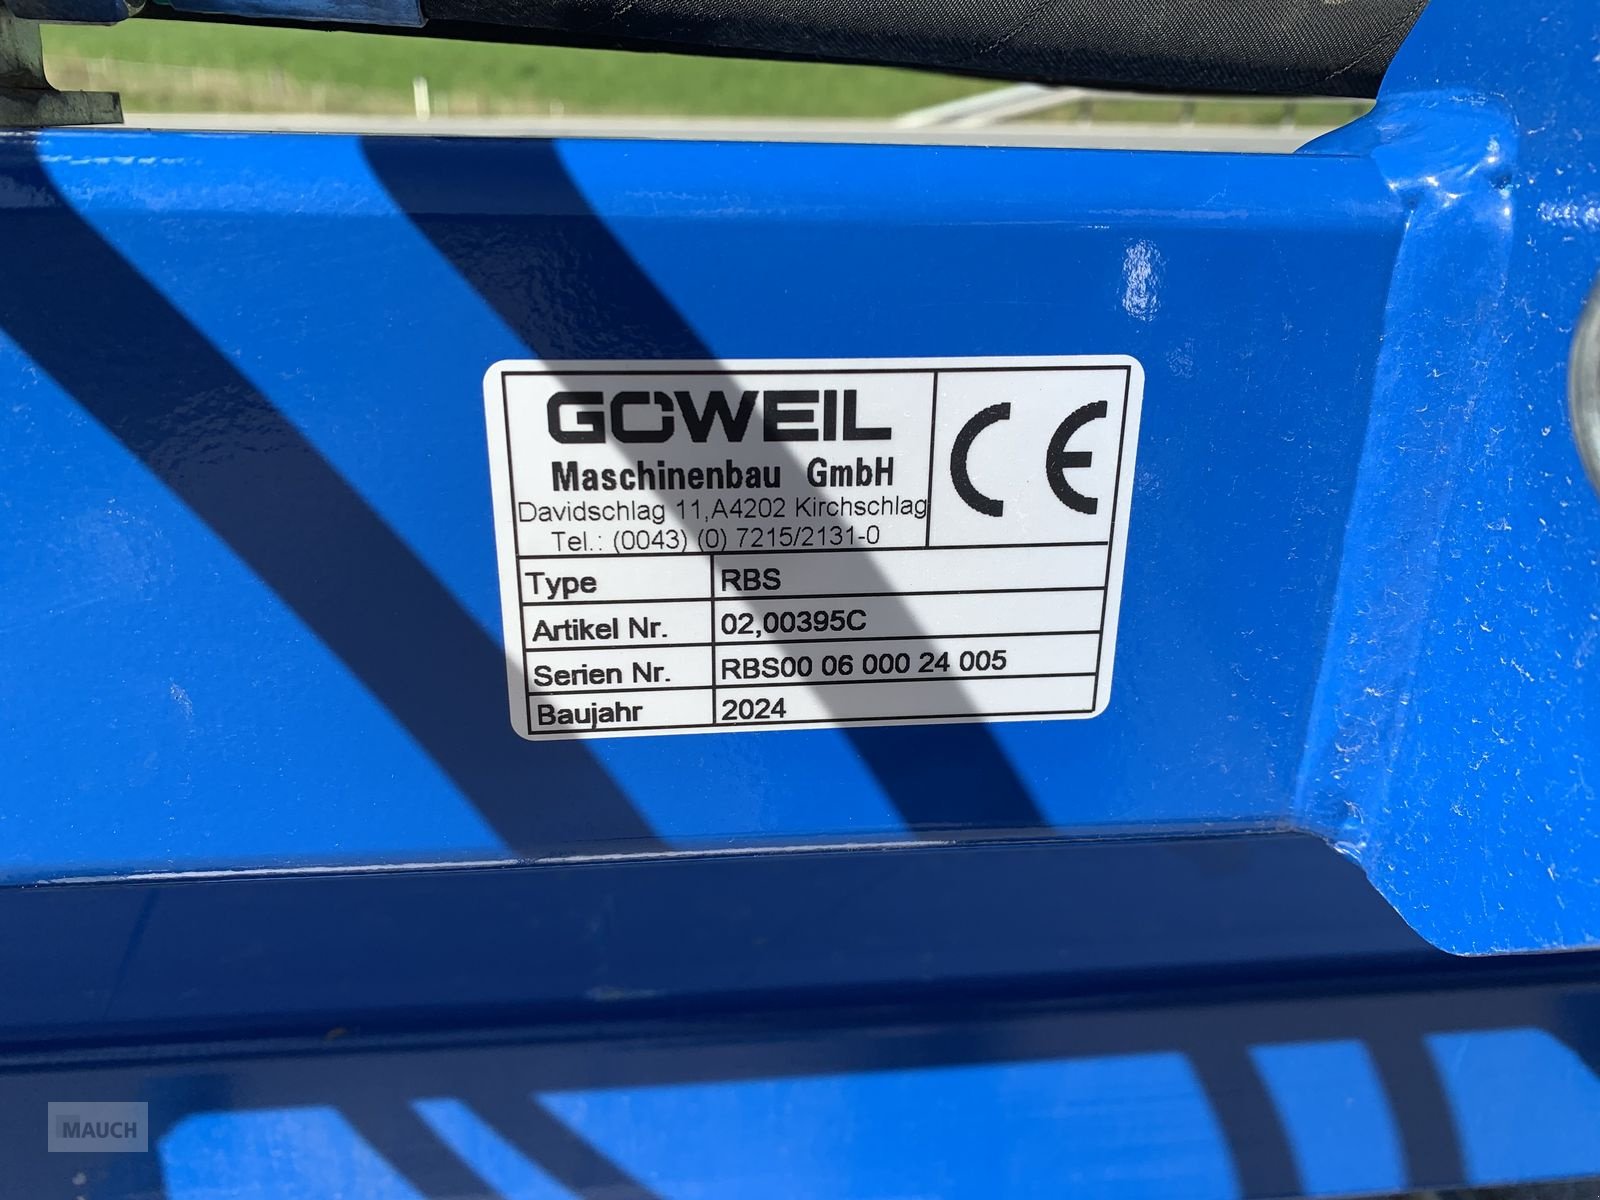 GÖWEIL
Maschinenbau GmbH
Davidschlag 11,A4202 Kirchschlag
Tel.: (0043) (0) 7215/2131-0
CE
Type RBS
Artikel Nr. 02,00395C
Serien Nr. RBS00 06 000 24 005
Baujahr 2024
MAUCH